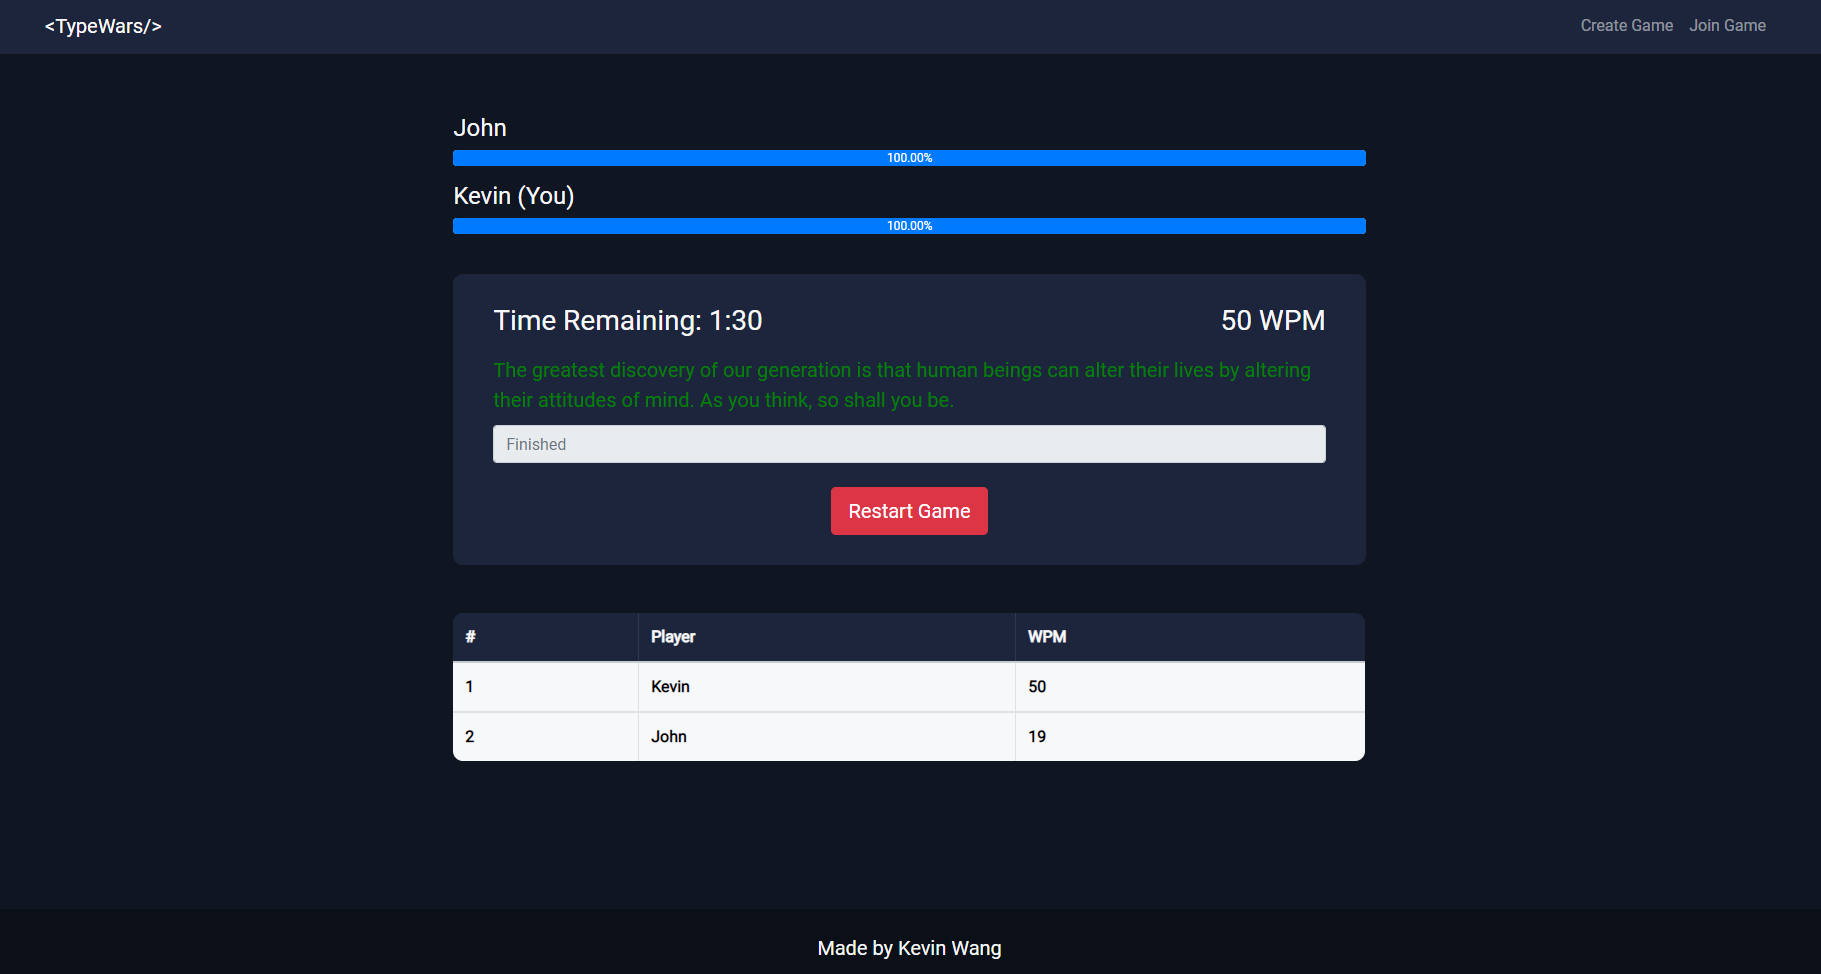 <TypeWars/>
Create Game Join Game
John
100.00%
Kevin (You)
100.00%
Time Remaining: 1:30 50 WPM
The greatest discovery of our generation is that human beings can alter their lives by altering
their attitudes of mind. As you think, so shall you be.
Finished
Restart Game
# Player WPM
1 Kevin 50
2 John 19
Made by Kevin Wang